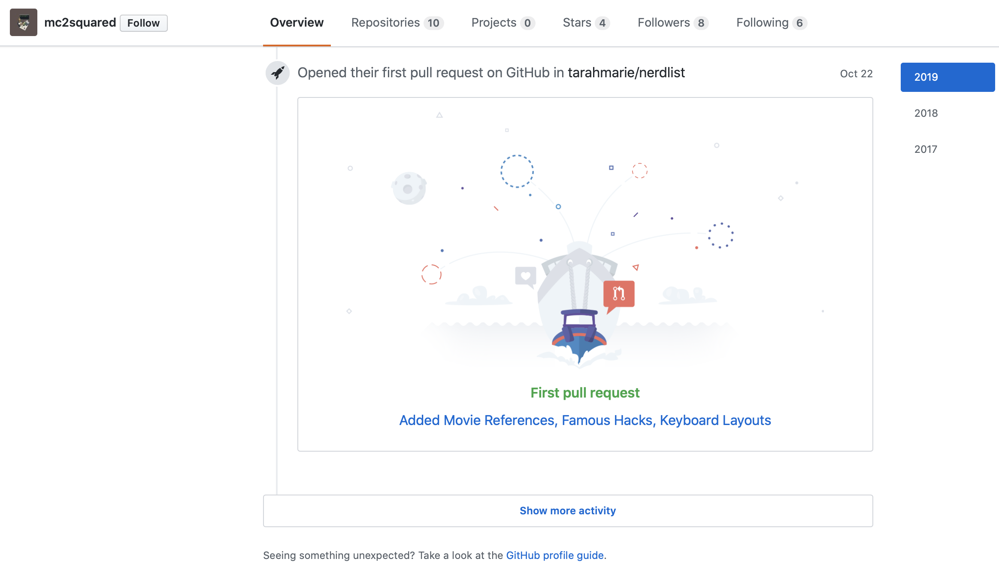 mc2squared Follow Overview Repositories 10 Projects 0 Stars 4 Followers 8 Following 6
Opened their first pull request on GitHub in tarahmarie/nerdlist Oct 22
2019
2018
2017
First pull request
Added Movie References, Famous Hacks, Keyboard Layouts
Show more activity
Seeing something unexpected? Take a look at the GitHub profile guide.